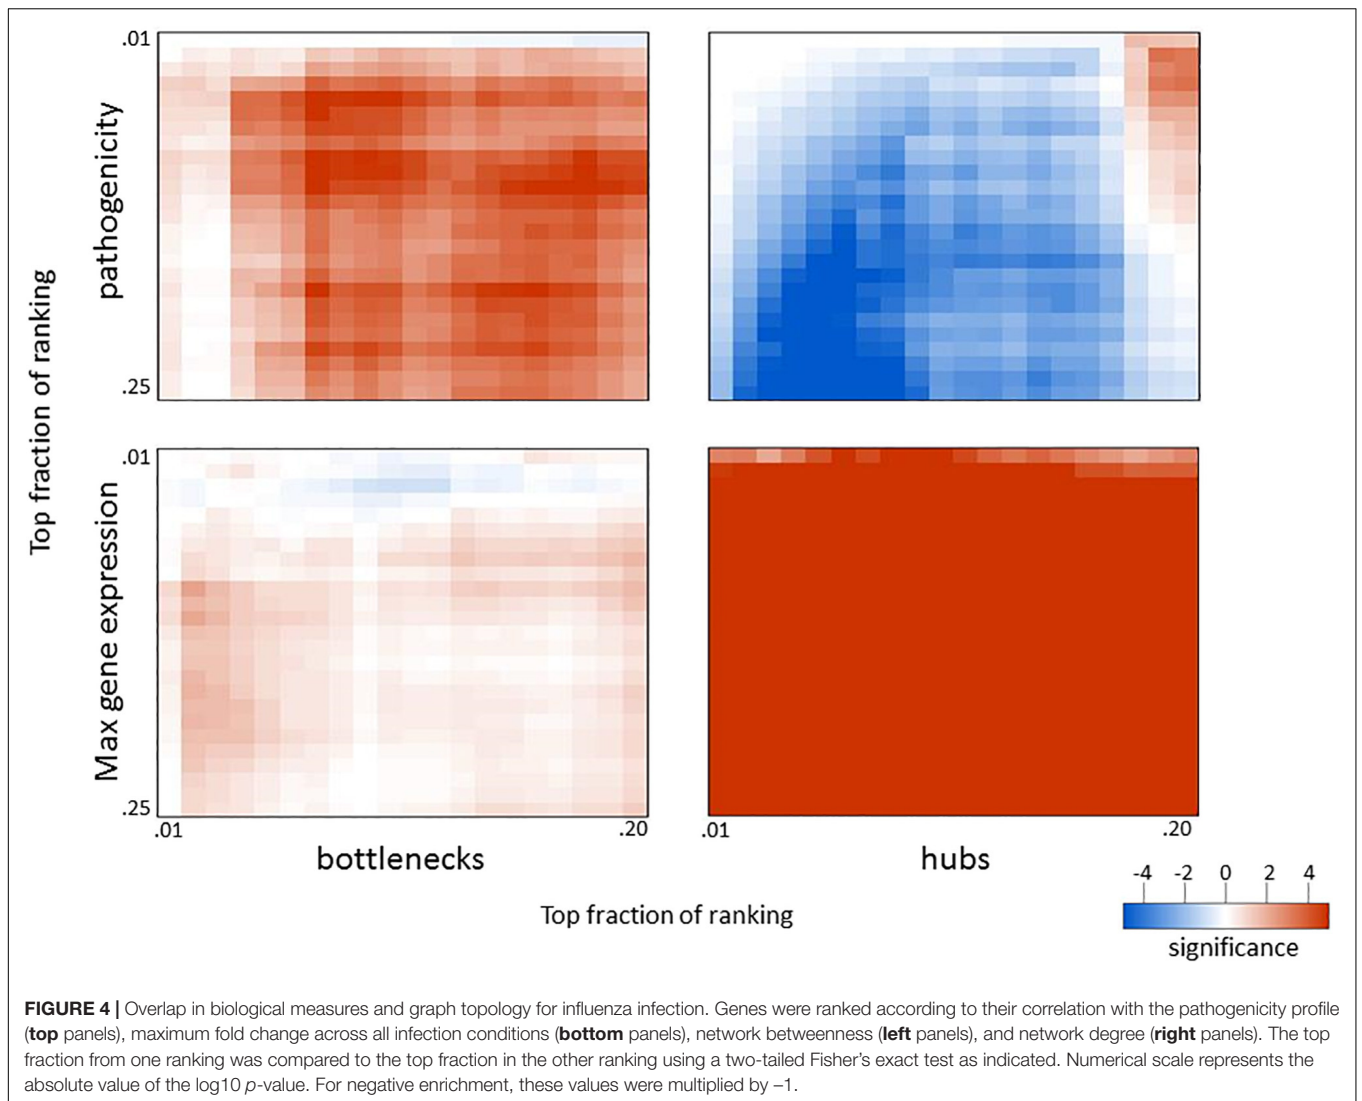 .01
pathogenicity
.25
Top fraction of ranking
.01
Max gene expression
.25
.01 .20 .01 .20
bottlenecks hubs
-4 -2 0 2 4
Top fraction of ranking
significance
FIGURE 4 | Overlap in biological measures and graph topology for influenza infection. Genes were ranked according to their correlation with the pathogenicity profile
(top panels), maximum fold change across all infection conditions (bottom panels), network betweenness (left panels), and network degree (right panels). The top
fraction from one ranking was compared to the top fraction in the other ranking using a two-tailed Fisher's exact test as indicated. Numerical scale represents the
absolute value of the log10 p-value. For negative enrichment, these values were multiplied by –1.